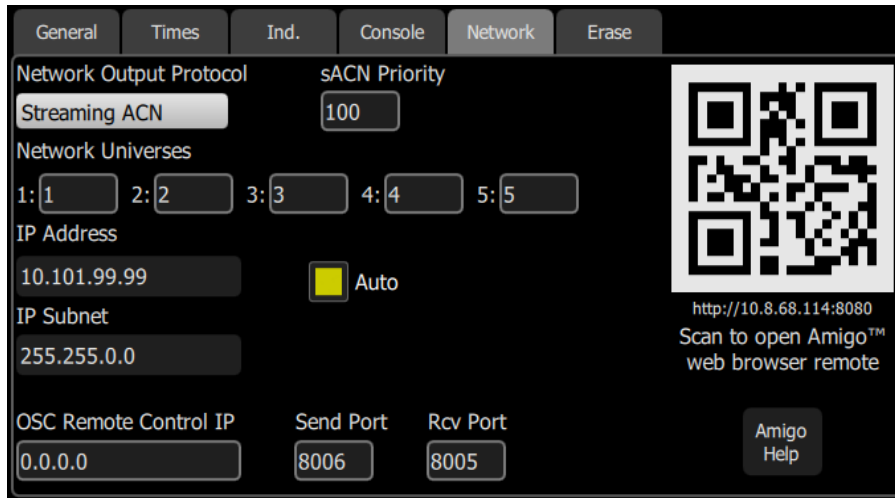 General Times Ind. Console Network Erase
Network Output Protocol sACN Priority
Streaming ACN 100
Network Universes
1: 1 2: 2 3: 3 4: 4 5: 5
IP Address
10.101.99.99 Auto
IP Subnet
255.255.0.0
http://10.8.68.114:8080
Scan to open Amigo™
web browser remote
OSC Remote Control IP Send Port Rcv Port
0.0.0.0 8006 8005
Amigo
Help